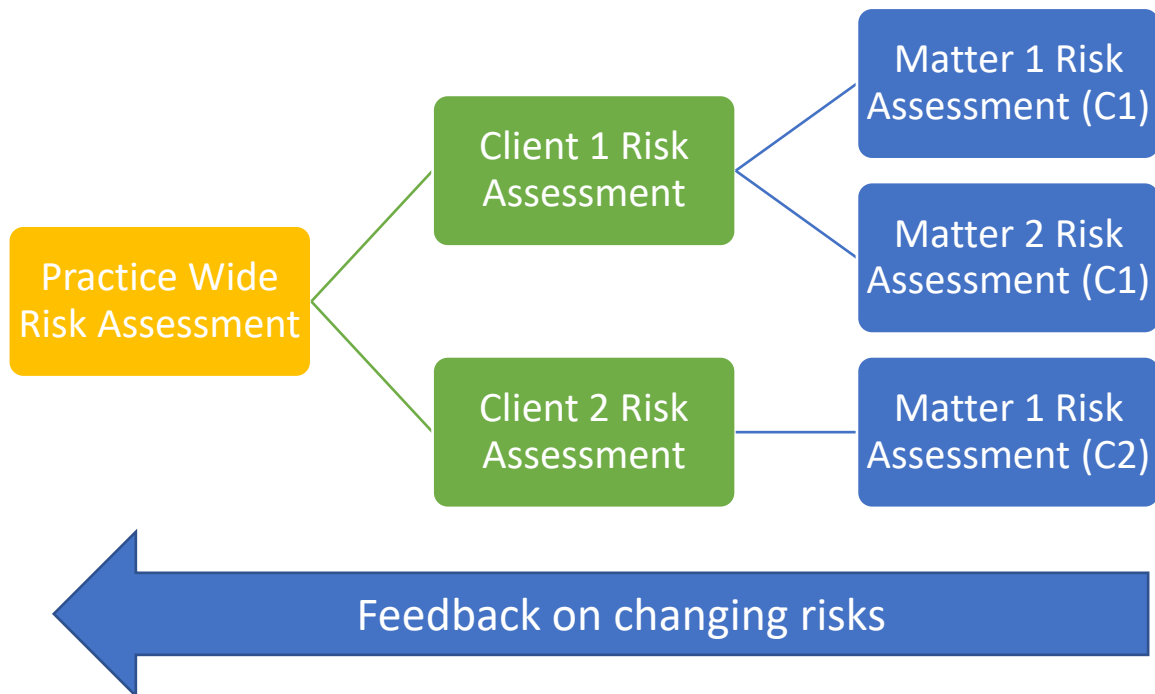 Practice Wide
Risk Assessment
Client 1 Risk
Assessment
Matter 1 Risk
Assessment (C1)
Matter 2 Risk
Assessment (C1)
Client 2 Risk
Assessment
Matter 1 Risk
Assessment (C2)
Feedback on changing risks